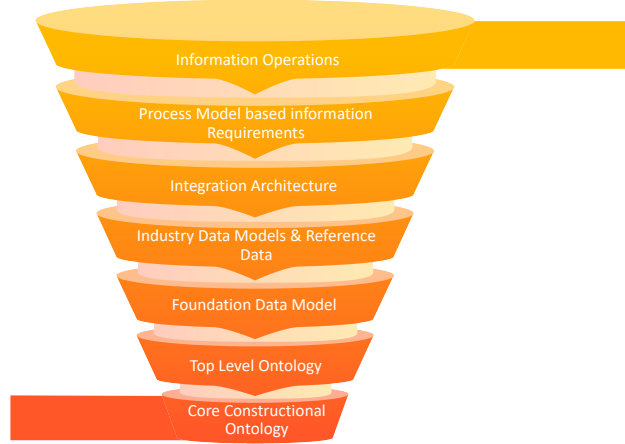 Information Operations
Process Model based information
Requirements
Integration Architecture
Industry Data Models & Reference
Data
Foundation Data Model
Top Level Ontology
Core Constructional
Ontology